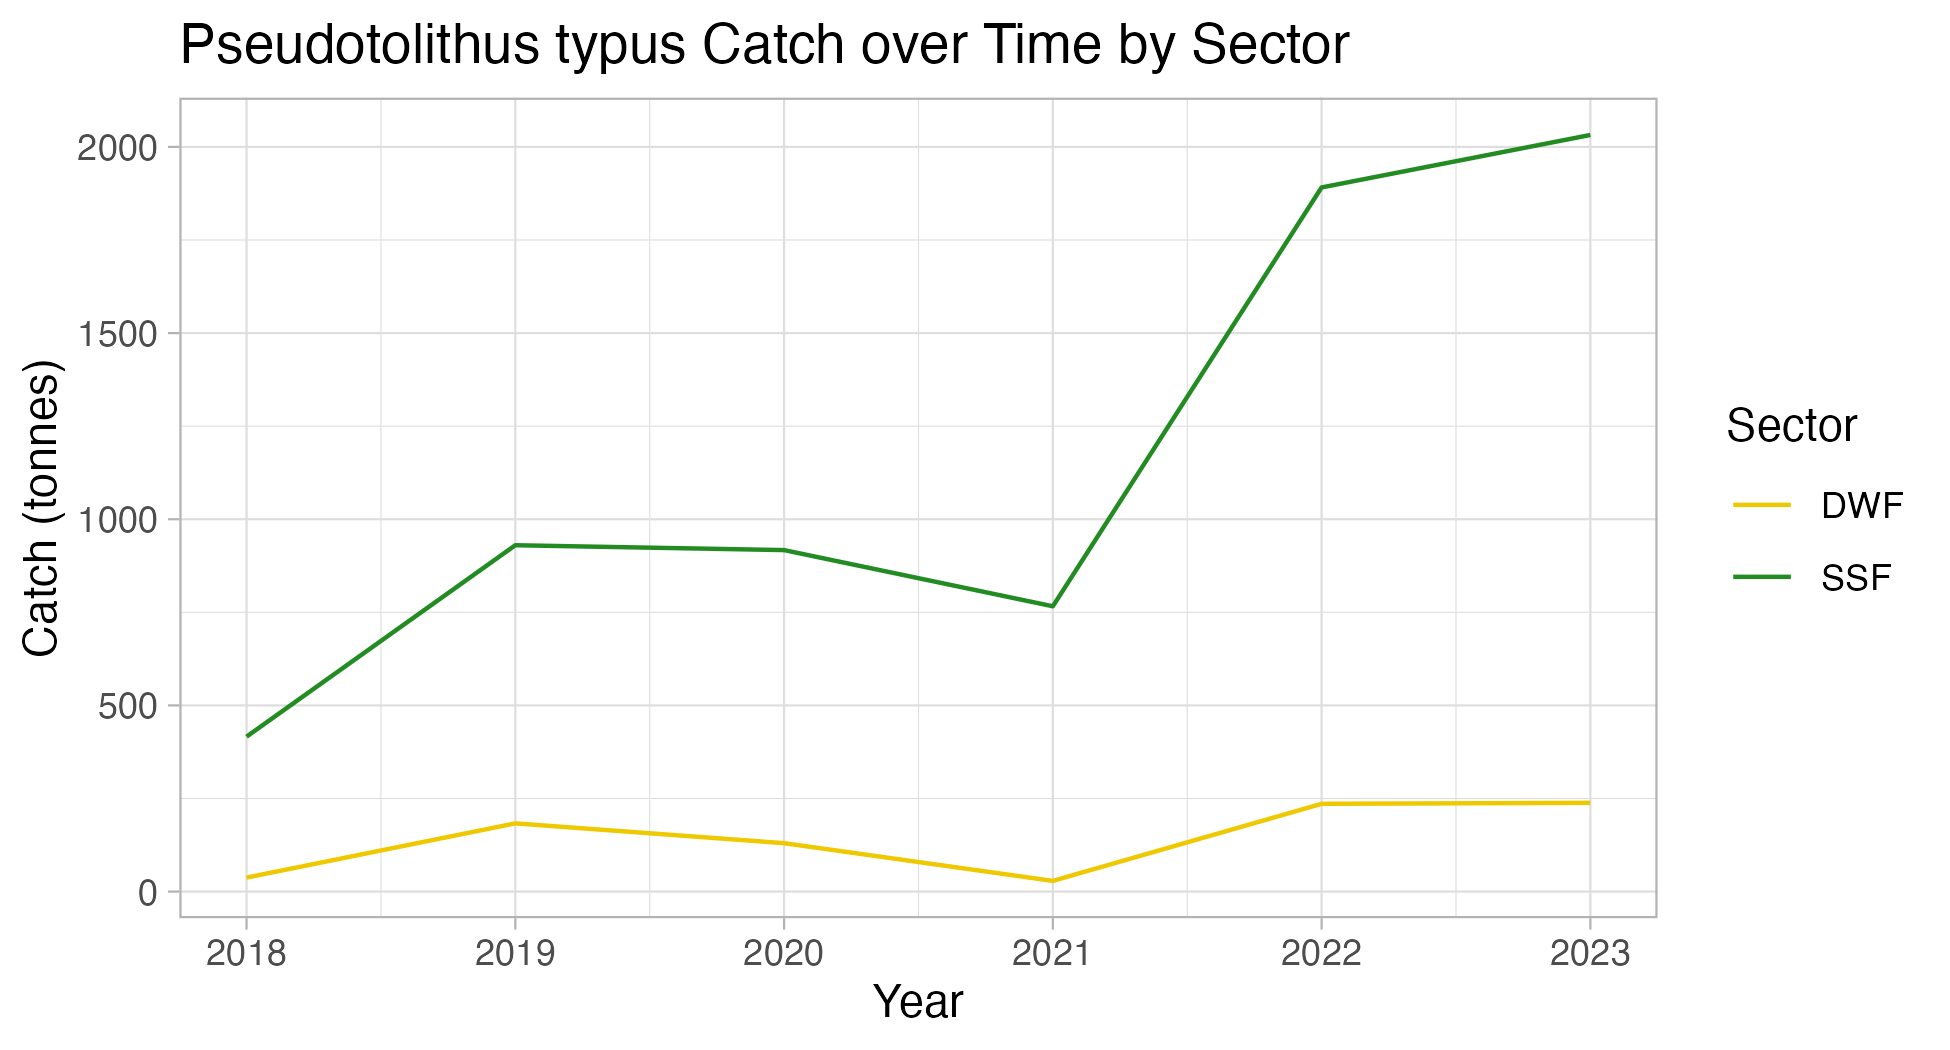 Pseudotolithus typus Catch over Time by Sector
2000
1500
1000
500
0
Catch (tonnes)
2018 2019 2020 2021 2022 2023
Year
Sector
DWF
SSF